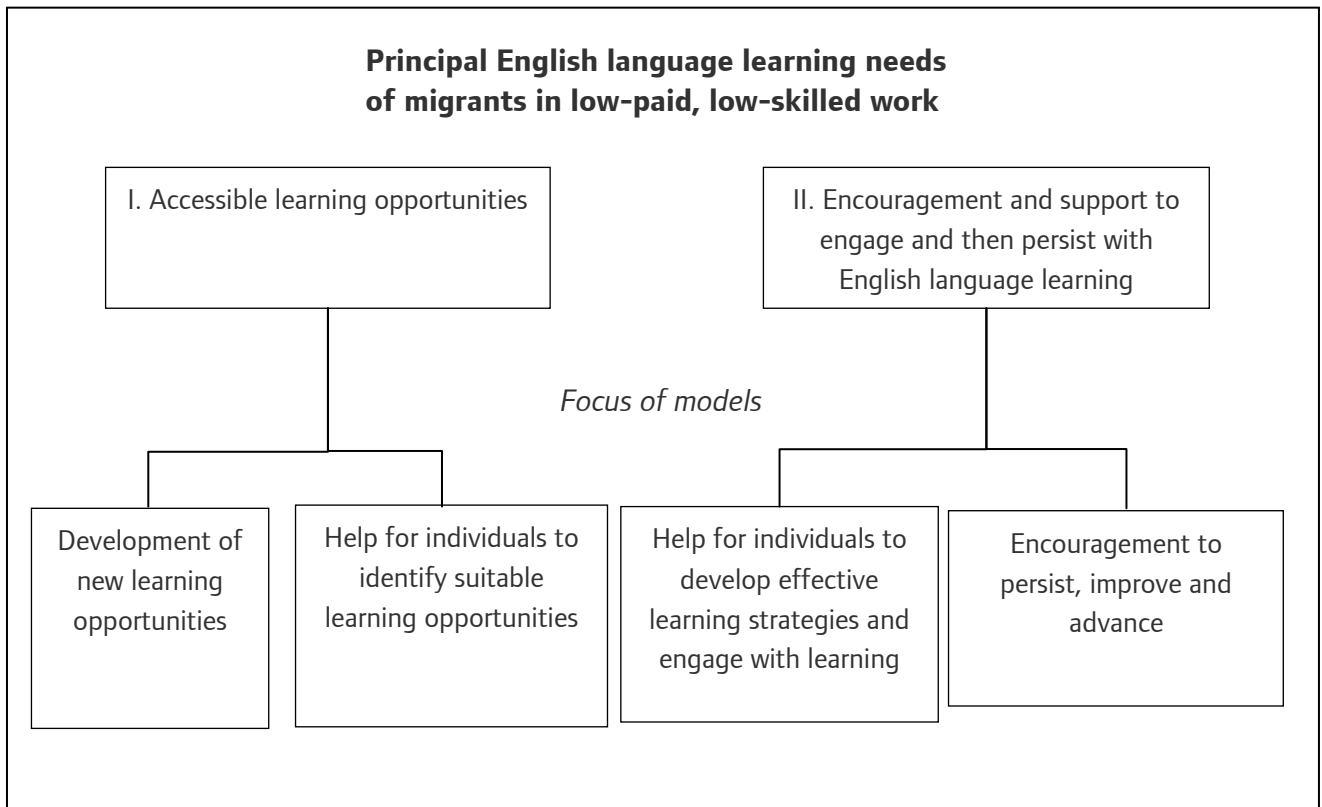 Principal English language learning needs
of migrants in low-paid, low-skilled work
I. Accessible learning opportunities
II. Encouragement and support to
engage and then persist with
English language learning
Focus of models
Development of
new learning
opportunities
Help for individuals to
identify suitable
learning opportunities
Help for individuals to
develop effective
learning strategies and
engage with learning
Encouragement to
persist, improve and
advance